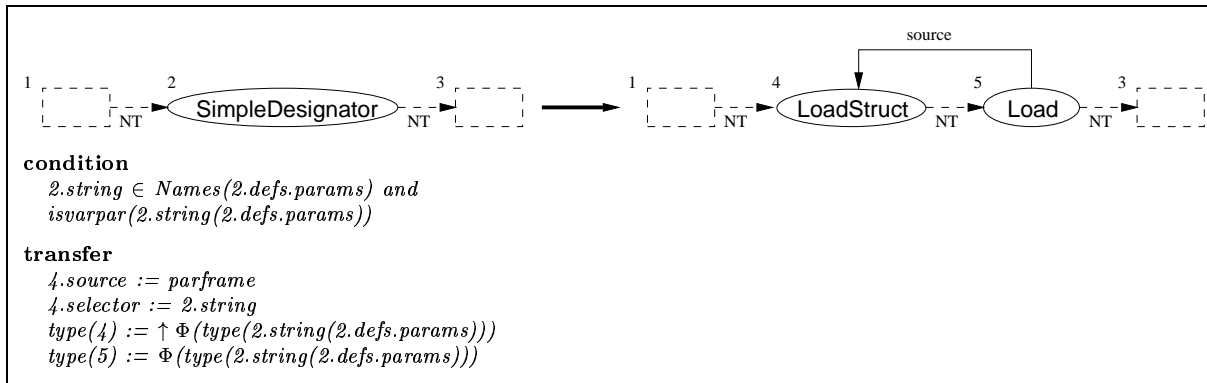 source
1 2 3 1 4 5 3
SimpleDesignator LoadStruct Load
NT NT NT NT NT
condition
2.string ∈ Names(2.defs.params) and
isvarpar(2.string(2.defs.params))
transfer
4.source := parframe
4.selector := 2.string
type(4) := ↑ Φ(type(2.string(2.defs.params)))
type(5) := Φ(type(2.string(2.defs.params)))